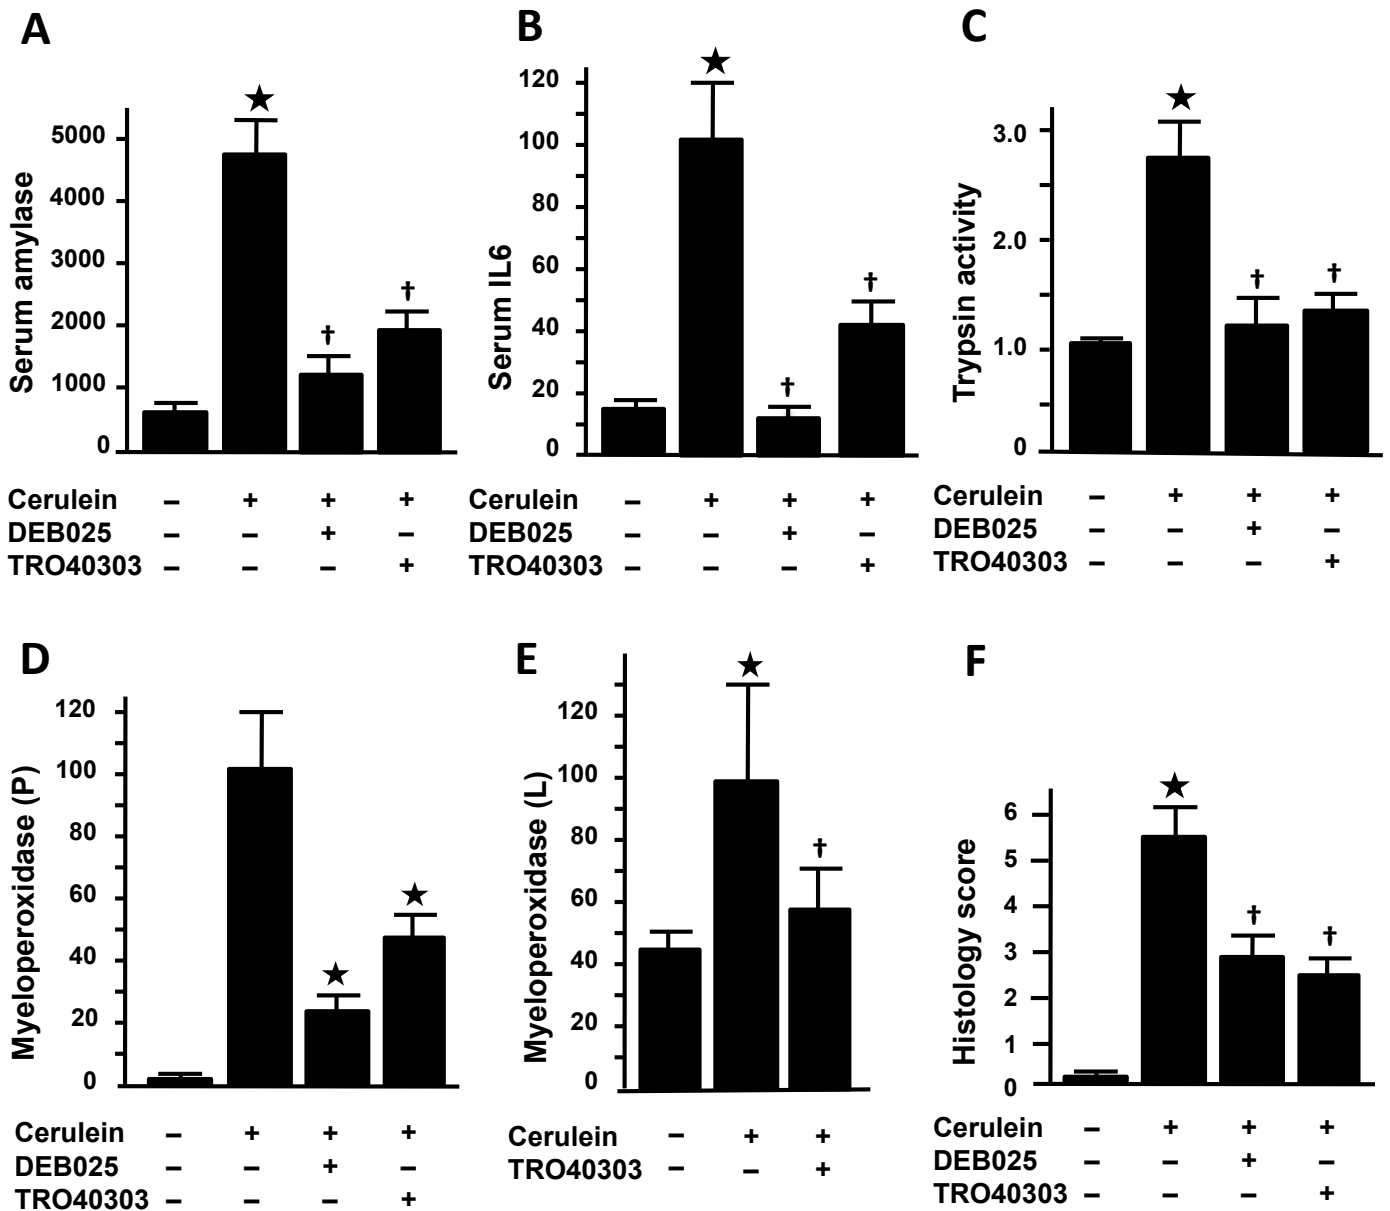 A
Serum amylase
5000
4000
3000
2000
1000
0
★
†
†
Cerulein – + + +
DEB025 – – + –
TRO40303 – – – +
B
Serum IL6
120
100
80
60
40
20
0
★
†
†
Cerulein – + + +
DEB025 – – + –
TRO40303 – – – +
C
Trypsin activity
3.0
2.0
1.0
0
★
†
†
Cerulein – + + +
DEB025 – – + –
TRO40303 – – – +
D
Myeloperoxidase (P)
120
100
80
60
40
20
0
★
★
Cerulein – + + +
DEB025 – – + –
TRO40303 – – – +
E
Myeloperoxidase (L)
120
100
80
60
40
20
0
★
†
Cerulein – + +
TRO40303 – – +
F
Histology score
6
5
4
3
2
1
0
★
†
†
Cerulein – + + +
DEB025 – – + –
TRO40303 – – – +